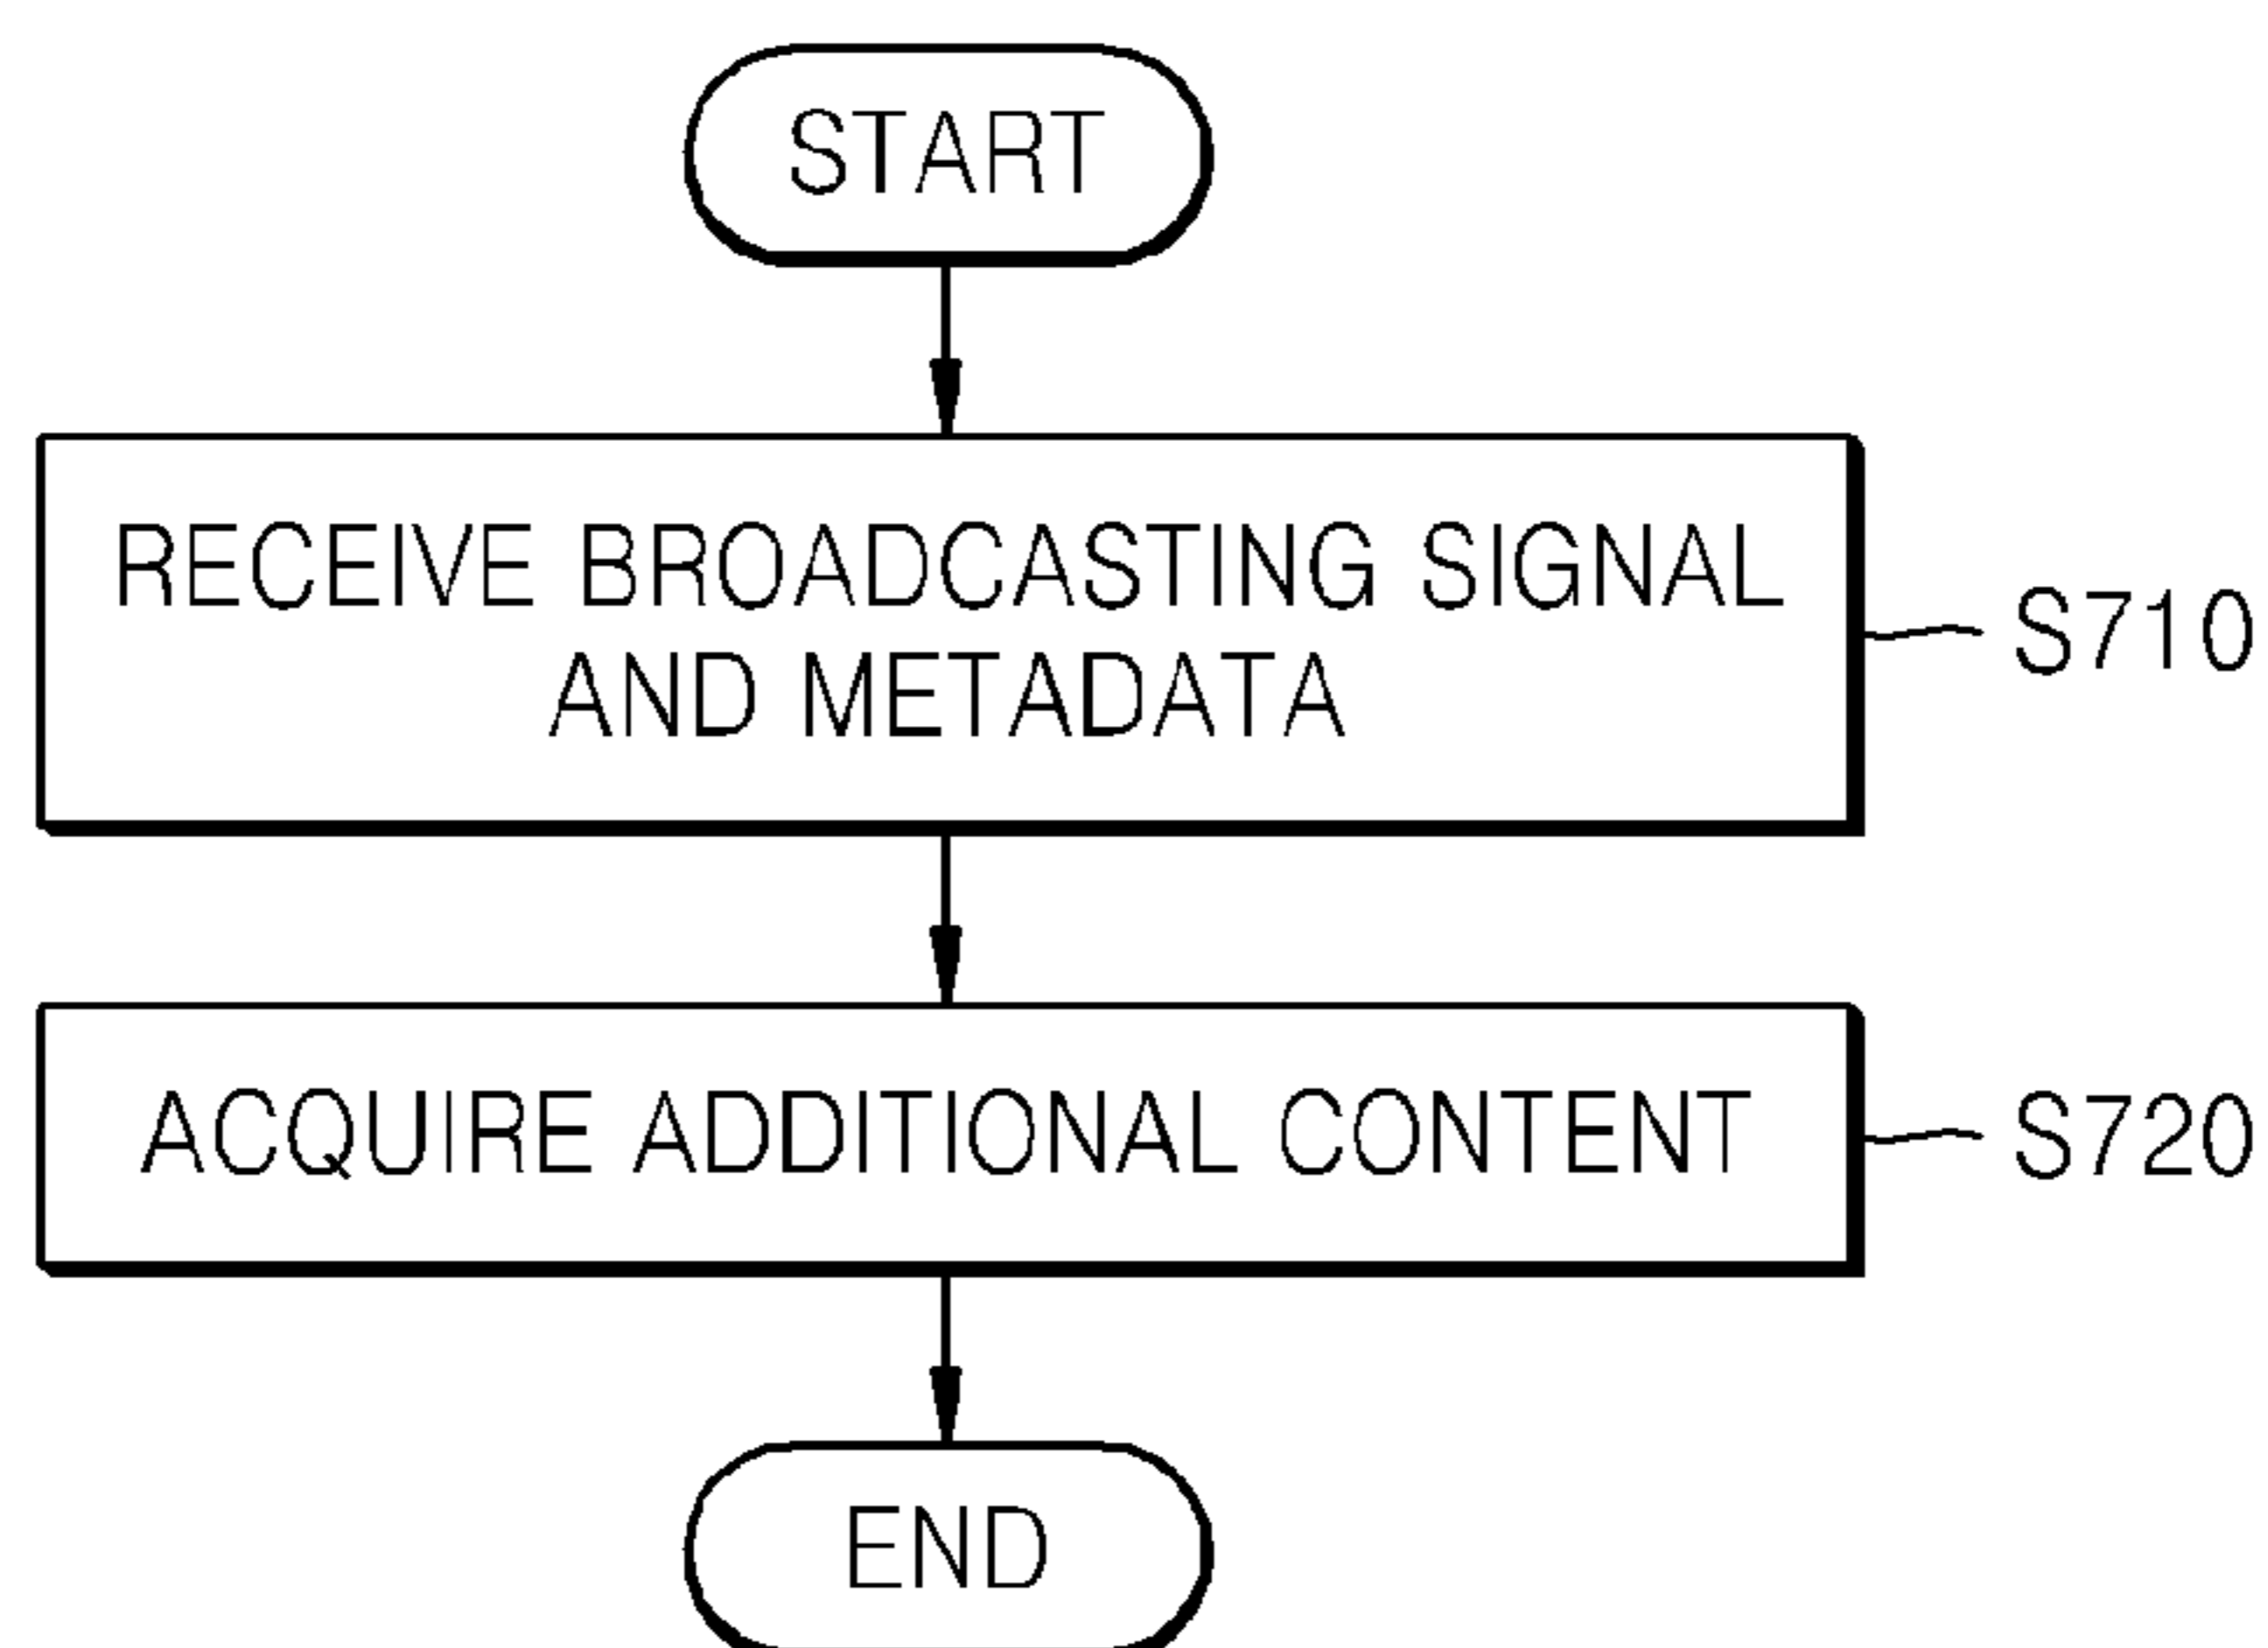 START
RECEIVE BROADCASTING SIGNAL
AND METADATA
S710
ACQUIRE ADDITIONAL CONTENT
S720
END